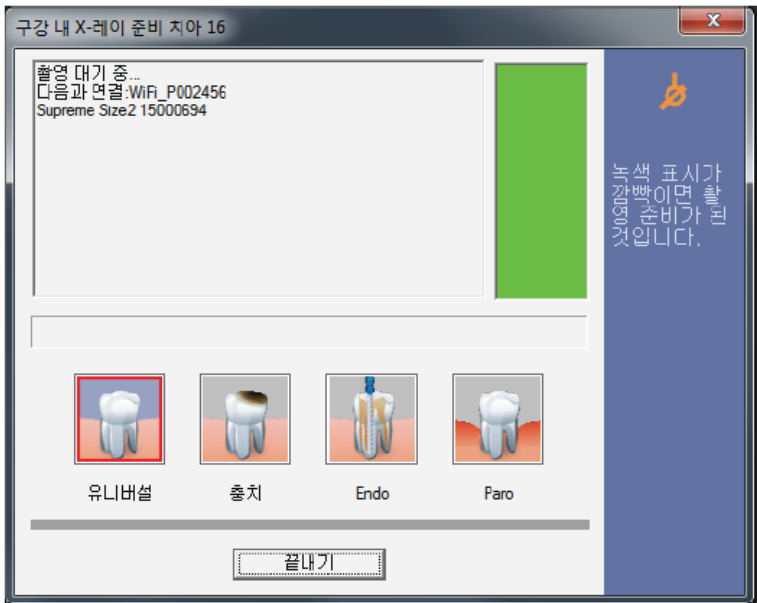 구강 내 X-레이 준비 치아 16
촬영 대기 중...
다음과 연결:WiFi_P002456
Supreme Size2 15000694
녹색 표시가
깜빡이면 촬
영 준비가 된
것입니다.
유니버설
충치
Endo
Paro
끝내기